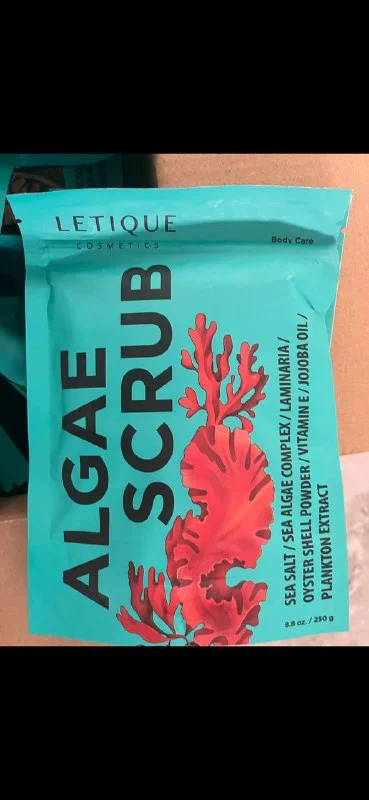 LETIQUE
COSMETICS
Body Care
ALGAE
SCRUB
SEA SALT / SEA ALGAE COMPLEX / LAMINARIA /
OYSTER SHELL POWDER / VITAMIN E / JOJOBA OIL /
PLANKTON EXTRACT
8.8 oz. / 250 g